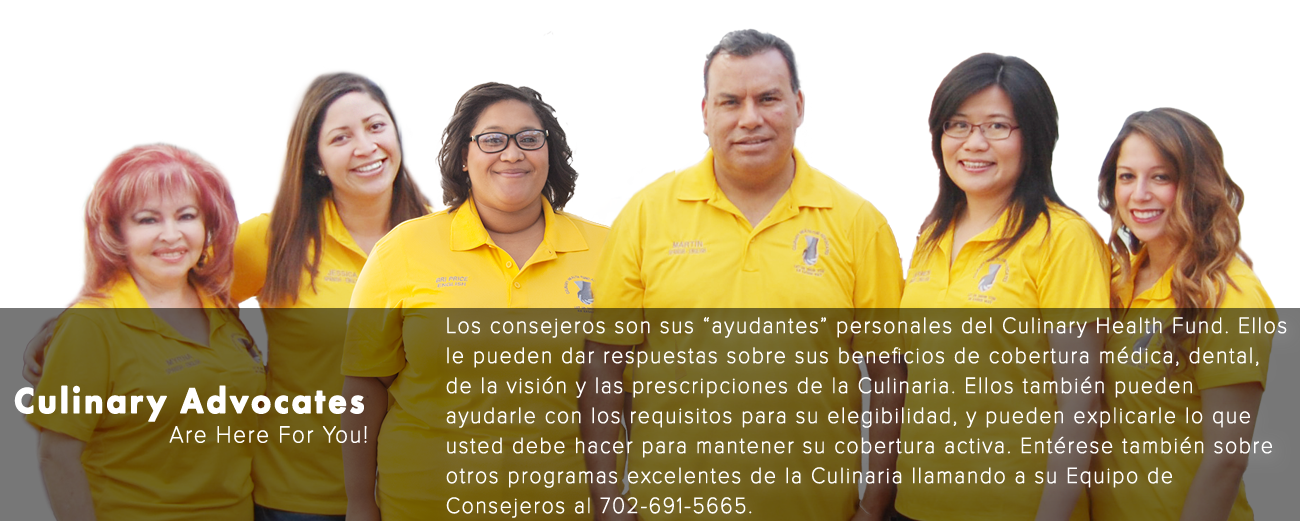 MARTIN
BRI PRICE
Culinary Advocates
Are Here For You!
Los consejeros son sus “ayudantes” personales del Culinary Health Fund. Ellos
le pueden dar respuestas sobre sus beneficios de cobertura médica, dental,
de la visión y las prescripciones de la Culinaria. Ellos también pueden
ayudarle con los requisitos para su elegibilidad, y pueden explicarle lo que
usted debe hacer para mantener su cobertura activa. Entérese también sobre
otros programas excelentes de la Culinaria llamando a su Equipo de
Consejeros al 702-691-5665.